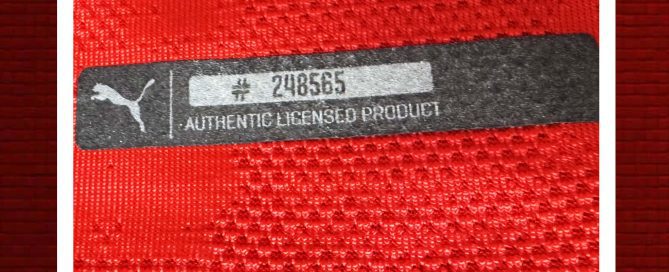 # 248565
AUTHENTIC LICENSED PRODUCT